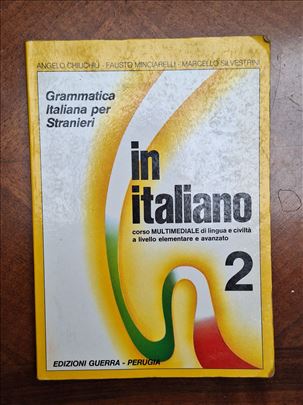 ANGELO CHIUCHIÙ - FAUSTO MINCIARELLI - MARCELLO SILVESTRINI
Grammatica
Italiana per
Stranieri
in
italiano
corso MULTIMEDIALE di lingua e civiltà
a livello elementare e avanzato
2
EDIZIONI GUERRA - PERUGIA